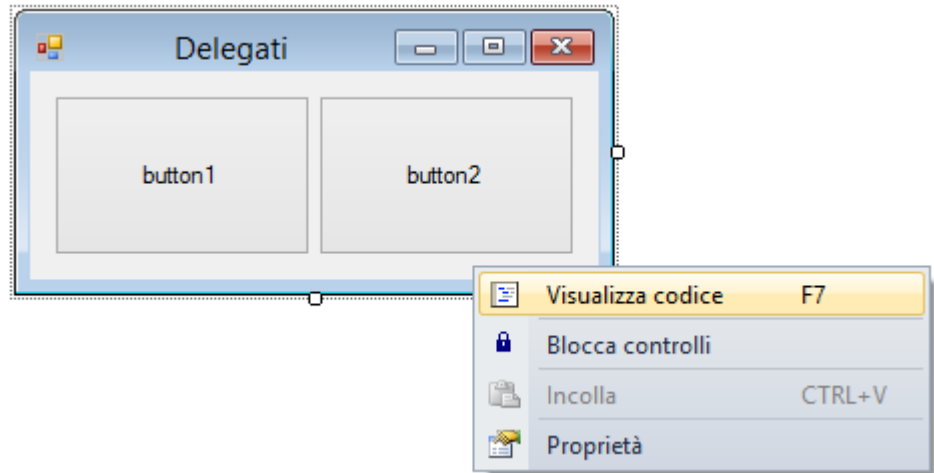 Delegati
button1 button2
Visualizza codice F7
Blocca controlli
Incolla CTRL+V
Proprietà